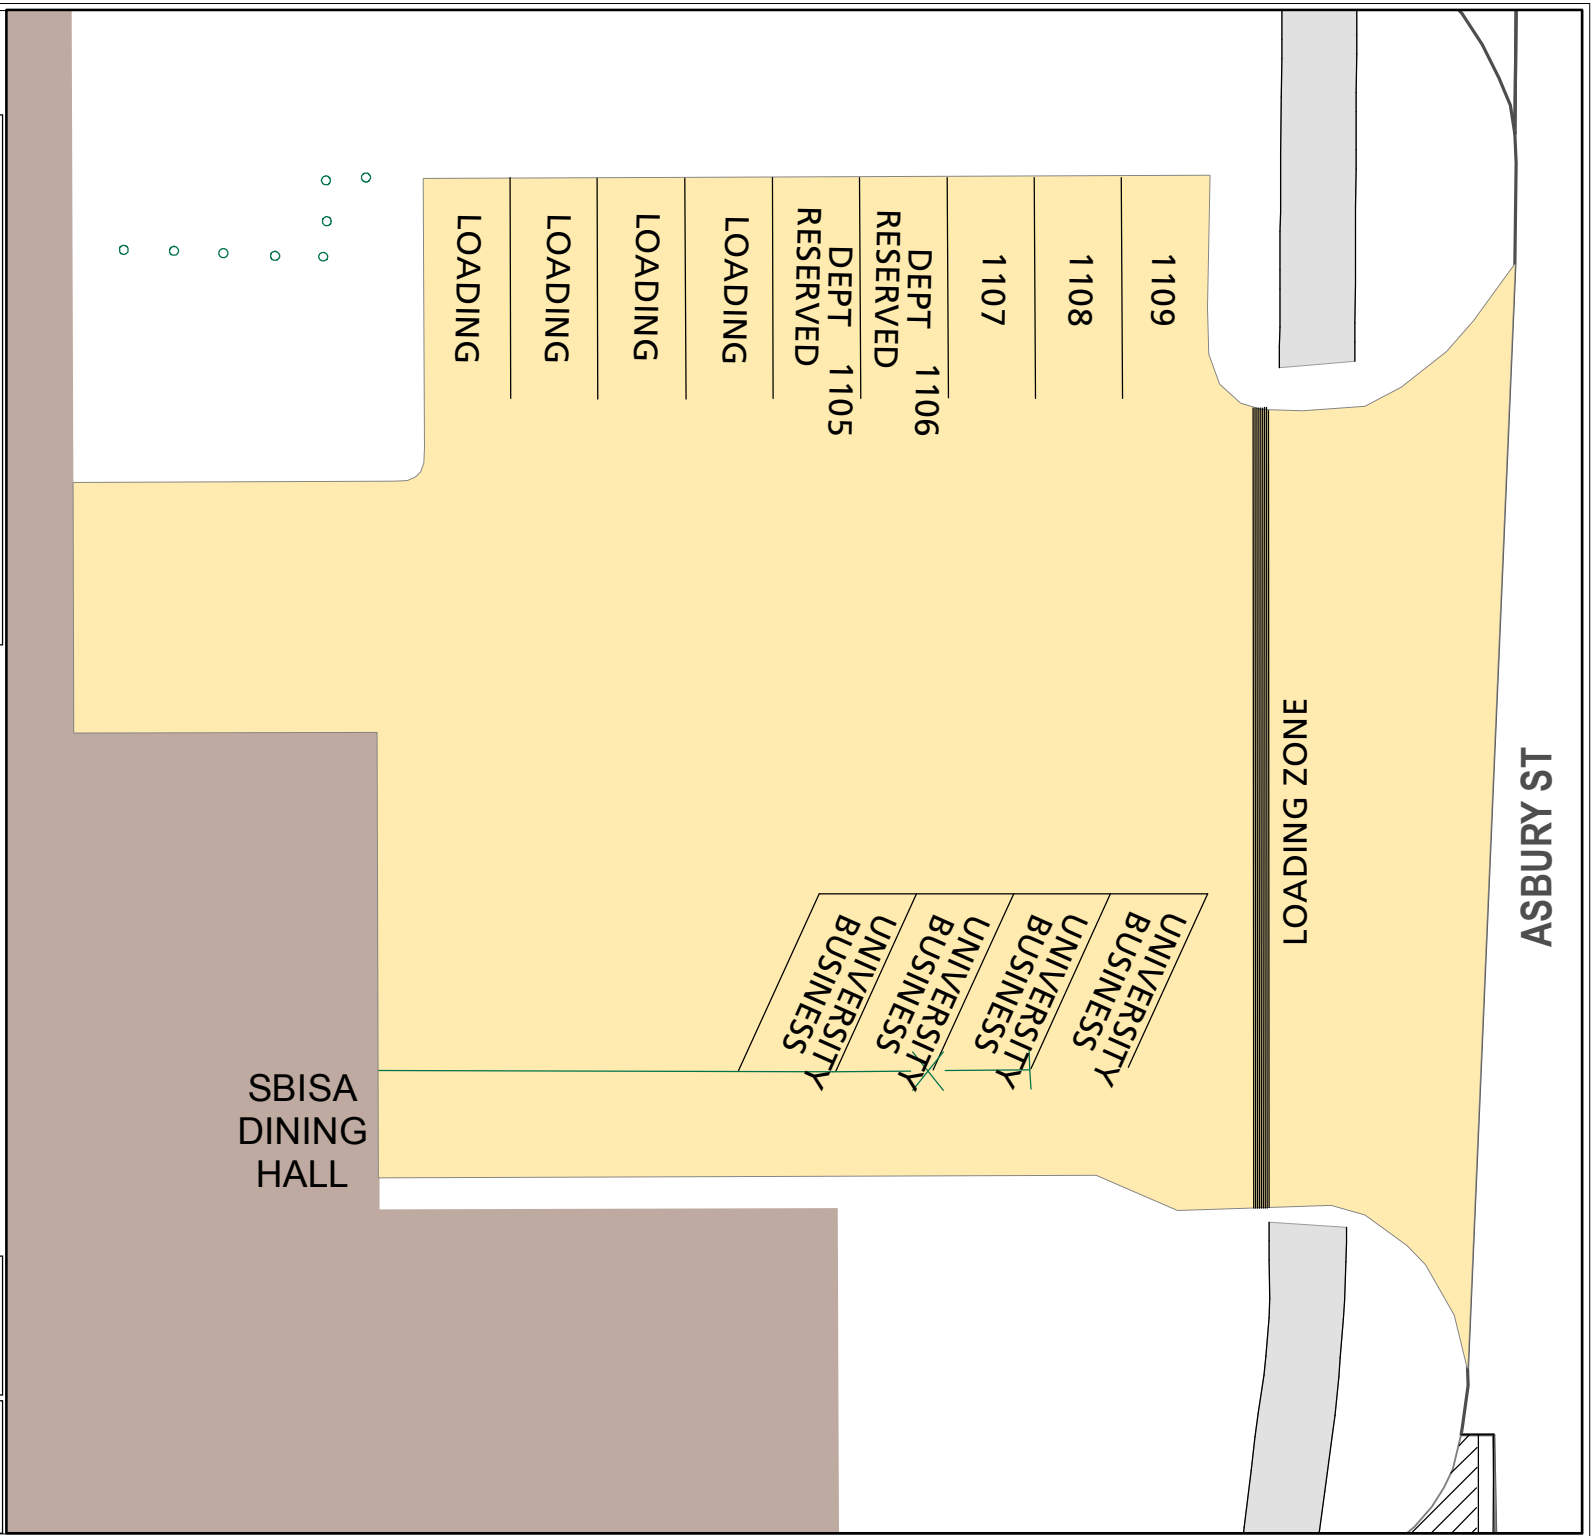 LOADING
LOADING
LOADING
LOADING
DEPT 1105
RESERVED
DEPT 1106
RESERVED
1107
1108
1109
LOADING ZONE
ASBURY ST
UNIVERSITY
BUSINESS
UNIVERSITY
BUSINESS
UNIVERSITY
BUSINESS
UNIVERSITY
BUSINESS
SBISA
DINING
HALL